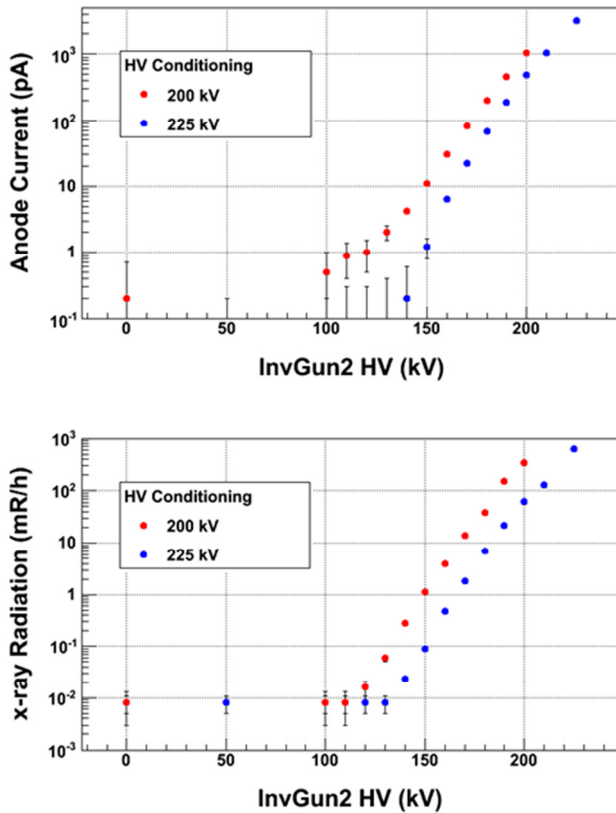 10³
10²
10
1
10⁻¹
Anode Current (pA)
HV Conditioning
200 kV
225 kV
0
50
100
150
200
InvGun2 HV (kV)
10³
10²
10
1
10⁻¹
10⁻²
10⁻³
x-ray Radiation (mR/h)
HV Conditioning
200 kV
225 kV
0
50
100
150
200
InvGun2 HV (kV)